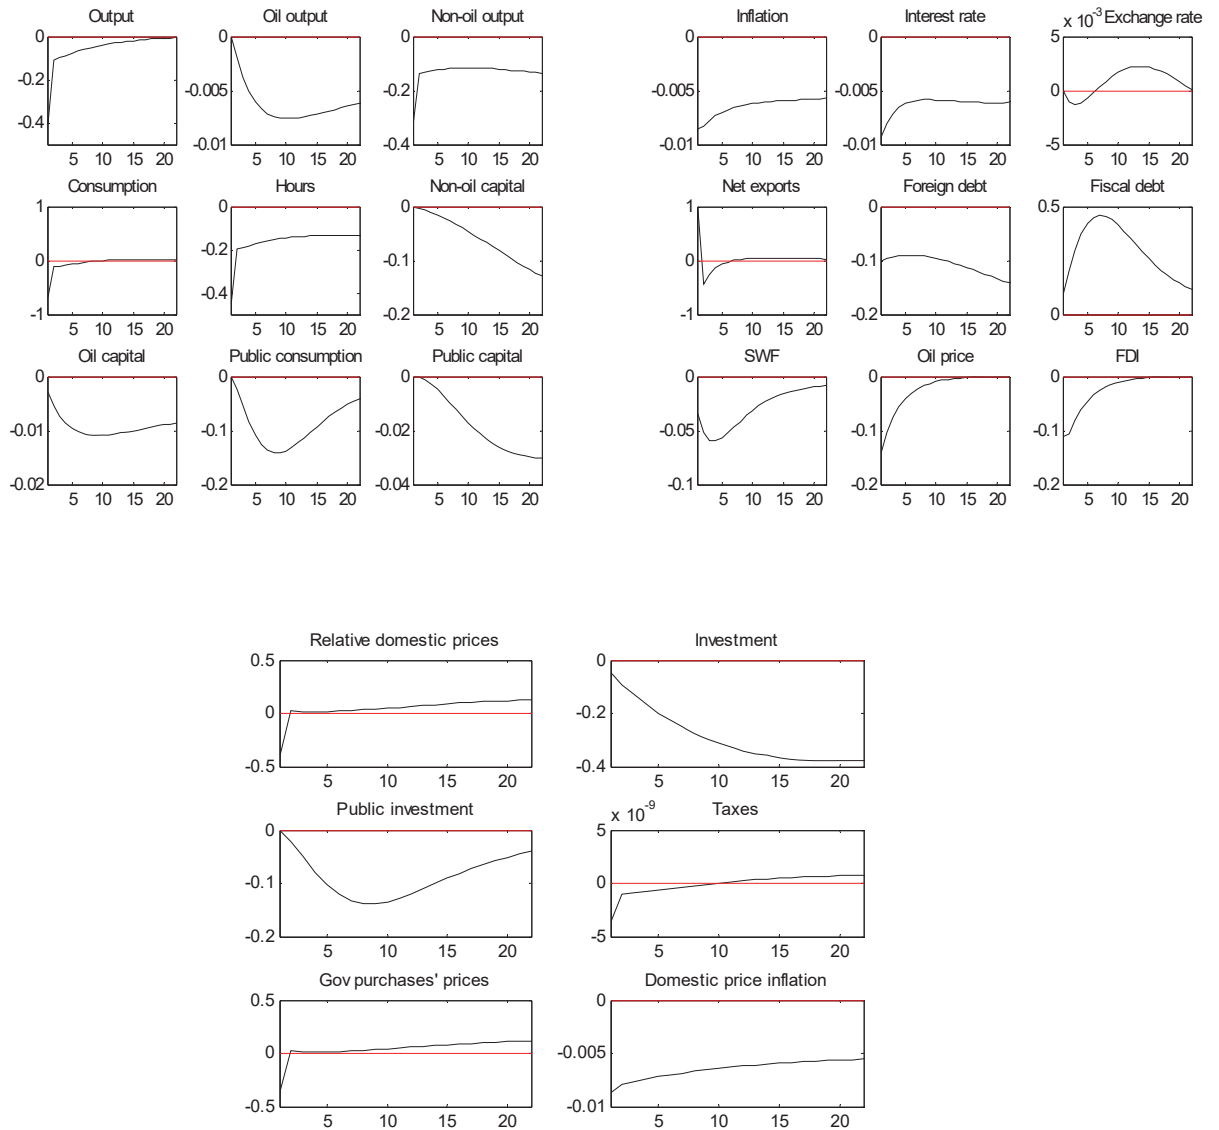 Output Oil output Non-oil output Inflation Interest rate x 10-3 Exchange rate
0 0 0 0 0 5
-0.2 -0.005 -0.2 -0.005 -0.005 0
-0.4 -0.01 -0.4 -0.01 -0.01 -5
5 10 15 20 5 10 15 20 5 10 15 20 5 10 15 20 5 10 15 20 5 10 15 20
Consumption Hours Non-oil capital Net exports Foreign debt Fiscal debt
1 0 0 1 0 0.5
0 -0.2 -0.1 0 -0.1
-1 -0.4 -0.2 -1 -0.2 0
5 10 15 20 5 10 15 20 5 10 15 20 5 10 15 20 5 10 15 20 5 10 15 20
Oil capital Public consumption Public capital SWF Oil price FDI
0 0 0 0 0 0
-0.01 -0.1 -0.02 -0.05 -0.1 -0.1
-0.02 -0.2 -0.04 -0.1 -0.2 -0.2
5 10 15 20 5 10 15 20 5 10 15 20 5 10 15 20 5 10 15 20 5 10 15 20
Relative domestic prices Investment
0.5 0
0 -0.2
-0.5 -0.4
5 10 15 20 5 10 15 20
Public investment x 10-9 Taxes
0 5
-0.1 0
-0.2 -5
5 10 15 20 5 10 15 20
Gov purchases' prices Domestic price inflation
0.5 0
0 -0.005
-0.5 -0.01
5 10 15 20 5 10 15 20